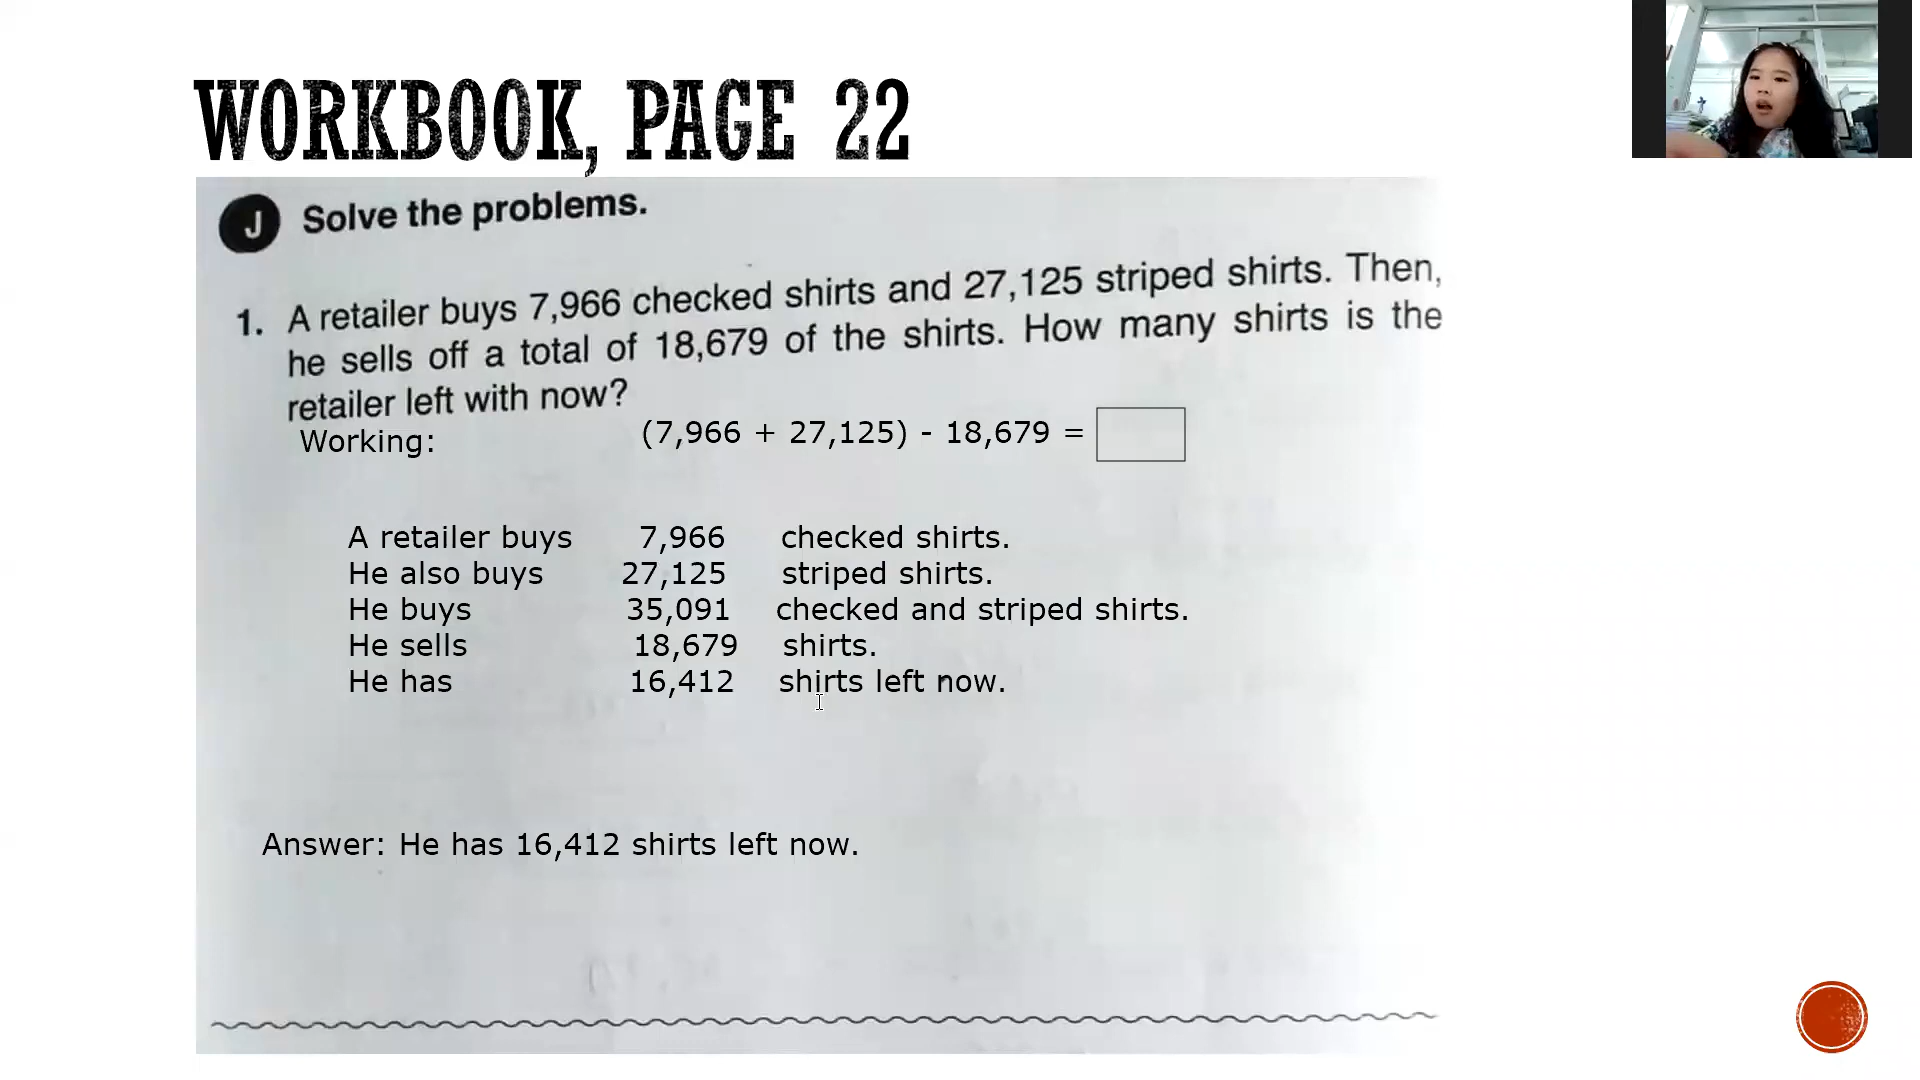 WORKBOOK, PAGE 22
J Solve the problems.
1. A retailer buys 7,966 checked shirts and 27,125 striped shirts. Then,
he sells off a total of 18,679 of the shirts. How many shirts is the
retailer left with now?
Working: (7,966 + 27,125) - 18,679 =
A retailer buys 7,966 checked shirts.
He also buys 27,125 striped shirts.
He buys 35,091 checked and striped shirts.
He sells 18,679 shirts.
He has 16,412 shirts left now.
Answer: He has 16,412 shirts left now.